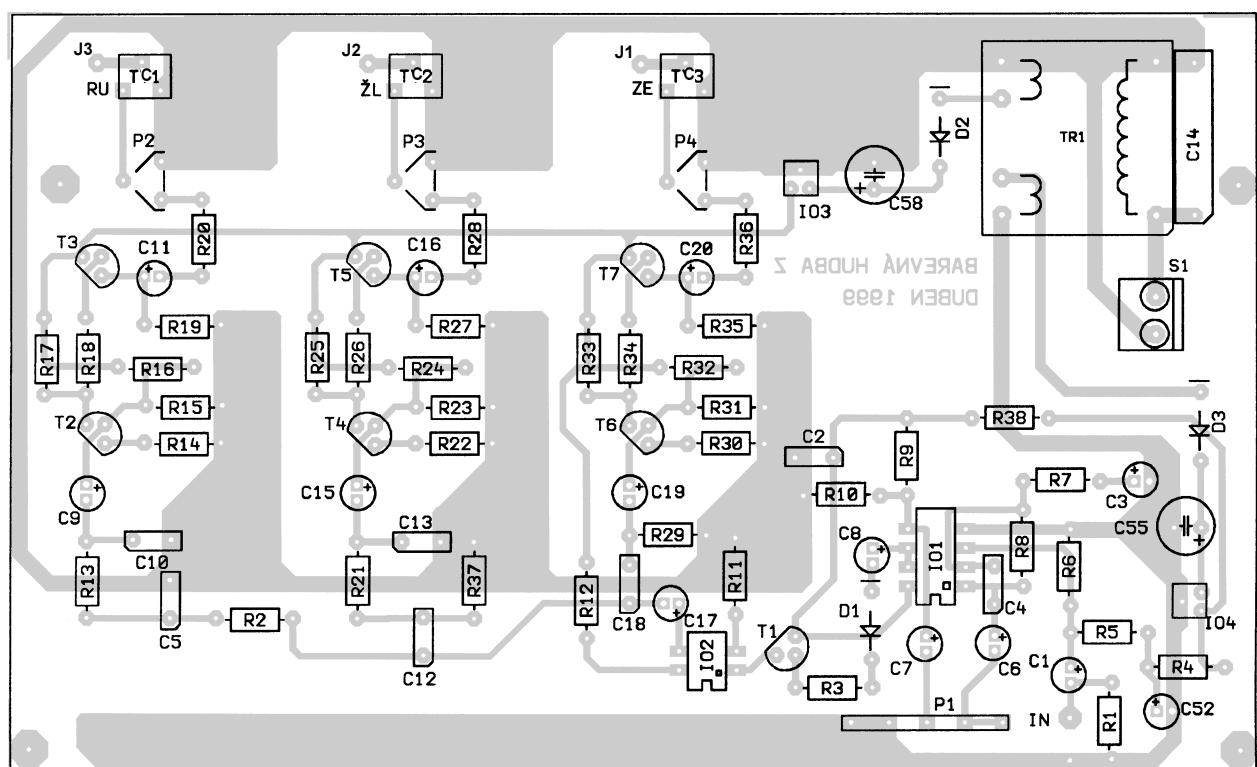 J3
J2
J1
TC1
TC2
TC3
RU
ŽL
ZE
D2
TR1
C14
P2
P3
P4
IO3
C58
R20
R28
R36
T3
C11
T5
C16
T7
C20
BAREVNÁ HUDBA Z
DUBEN 1999
S1
R19
R27
R35
R17
R18
R16
R25
R26
R24
R33
R34
R32
R15
R23
R31
T2
R14
T4
R22
T6
R30
R38
D3
C2
R9
C9
C15
C19
R10
R7
C3
C55
C10
C13
R29
C8
IO1
R8
R6
R13
R21
R37
R12
R11
C5
R2
C12
C18
C17
IO2
D1
C4
IO4
T1
C7
C6
R5
C1
R4
R3
P1
IN
R1
C52